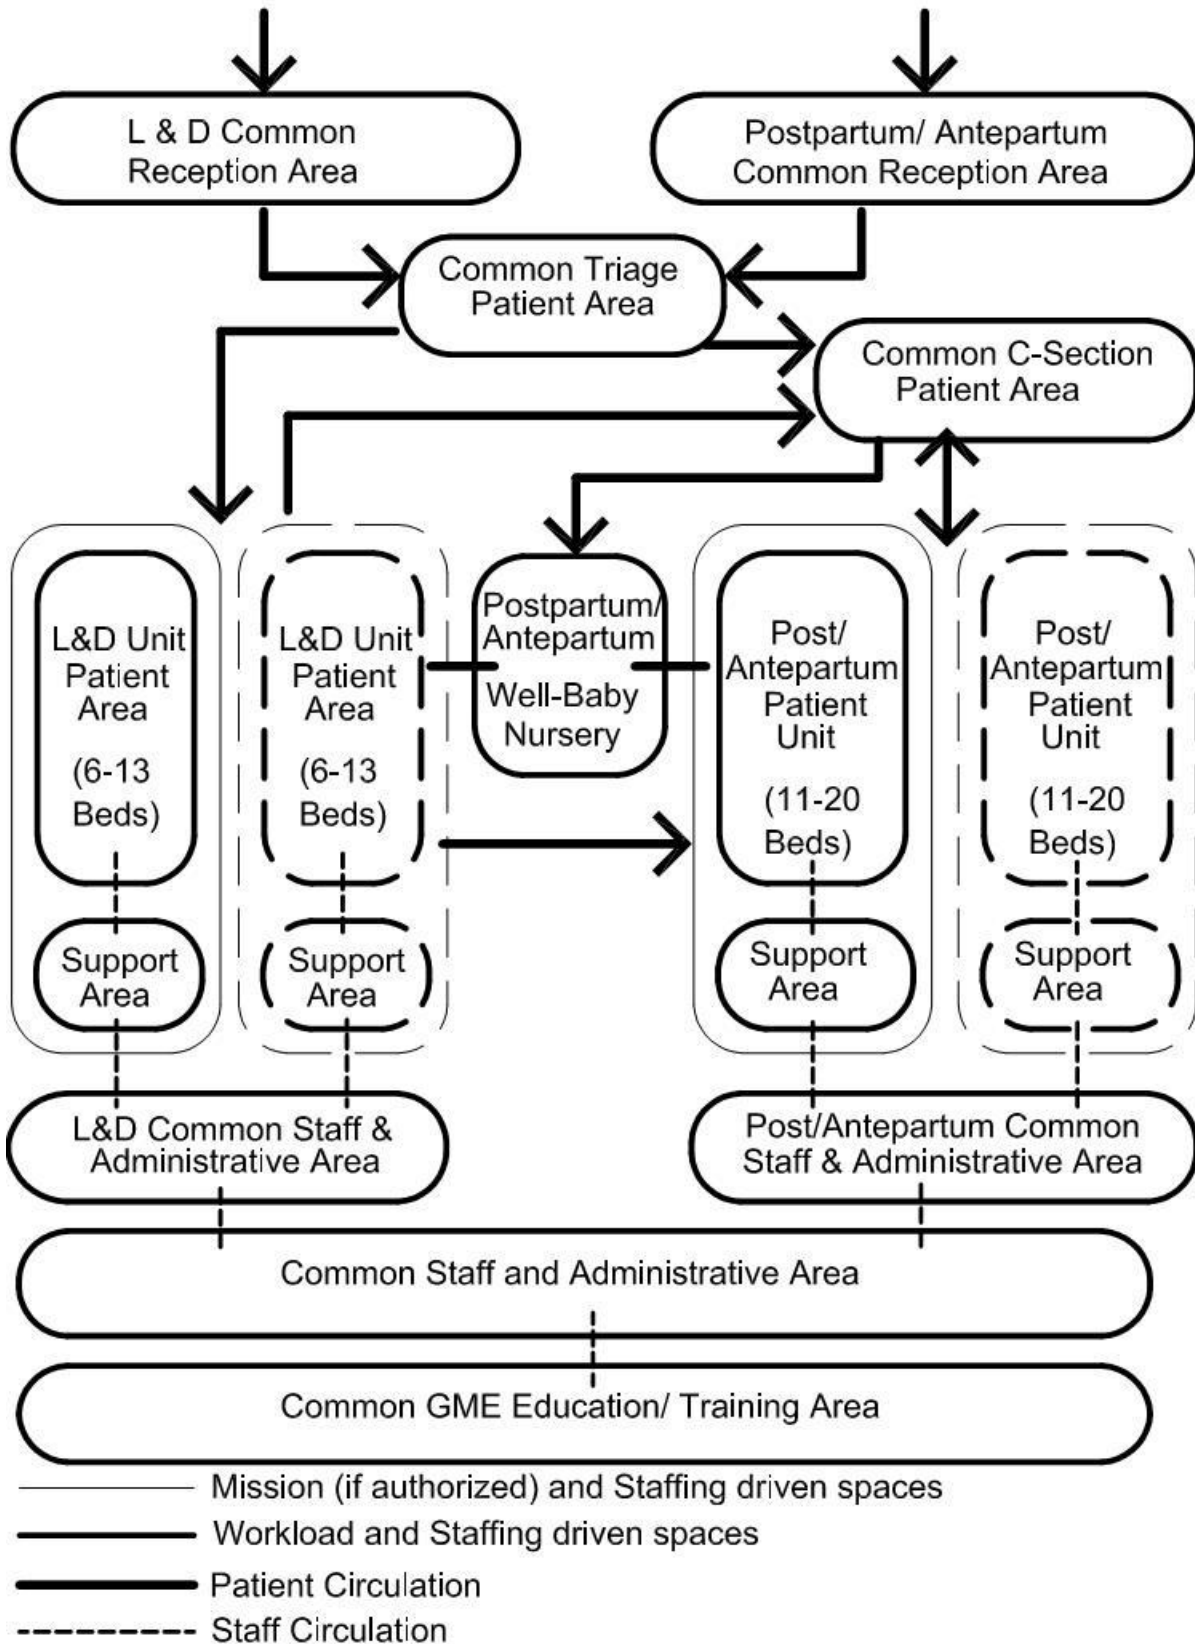 L & D Common
Reception Area
Postpartum/ Antepartum
Common Reception Area
Common Triage
Patient Area
Common C-Section
Patient Area
L&D Unit
Patient
Area
(6-13
Beds)
L&D Unit
Patient
Area
(6-13
Beds)
Postpartum/
Antepartum
Well-Baby
Nursery
Post/
Antepartum
Patient
Unit
(11-20
Beds)
Post/
Antepartum
Patient
Unit
(11-20
Beds)
Support
Area
Support
Area
Support
Area
Support
Area
L&D Common Staff &
Administrative Area
Post/Antepartum Common
Staff & Administrative Area
Common Staff and Administrative Area
Common GME Education/ Training Area
Mission (if authorized) and Staffing driven spaces
Workload and Staffing driven spaces
Patient Circulation
Staff Circulation